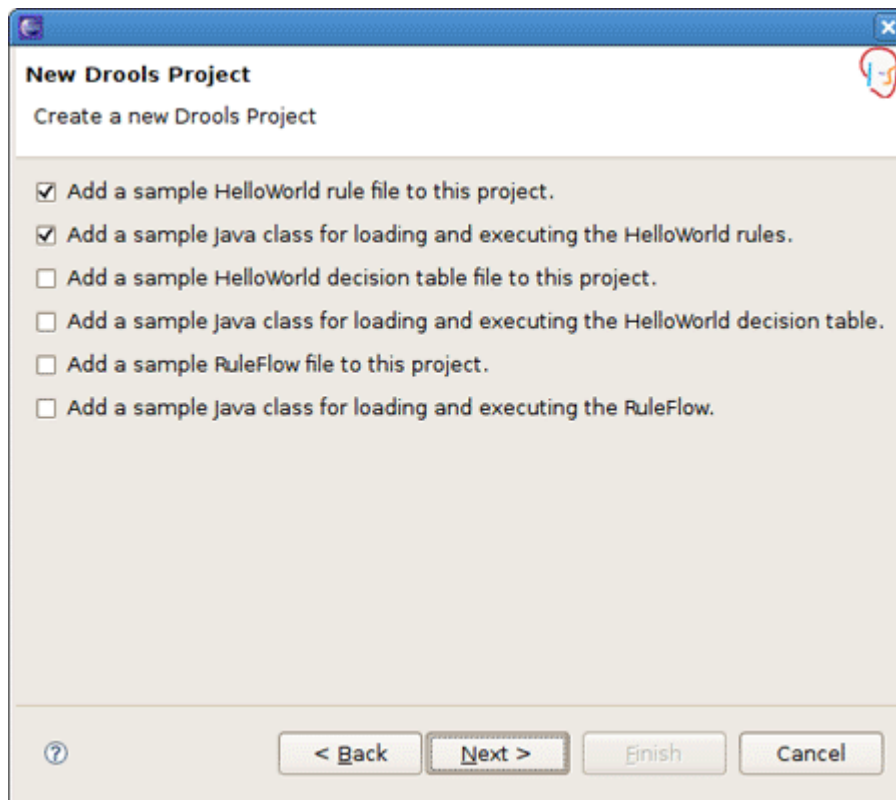 New Drools Project
Create a new Drools Project
Add a sample HelloWorld rule file to this project.
Add a sample Java class for loading and executing the HelloWorld rules.
Add a sample HelloWorld decision table file to this project.
Add a sample Java class for loading and executing the HelloWorld decision table.
Add a sample RuleFlow file to this project.
Add a sample Java class for loading and executing the RuleFlow.
? < Back Next > Finish Cancel